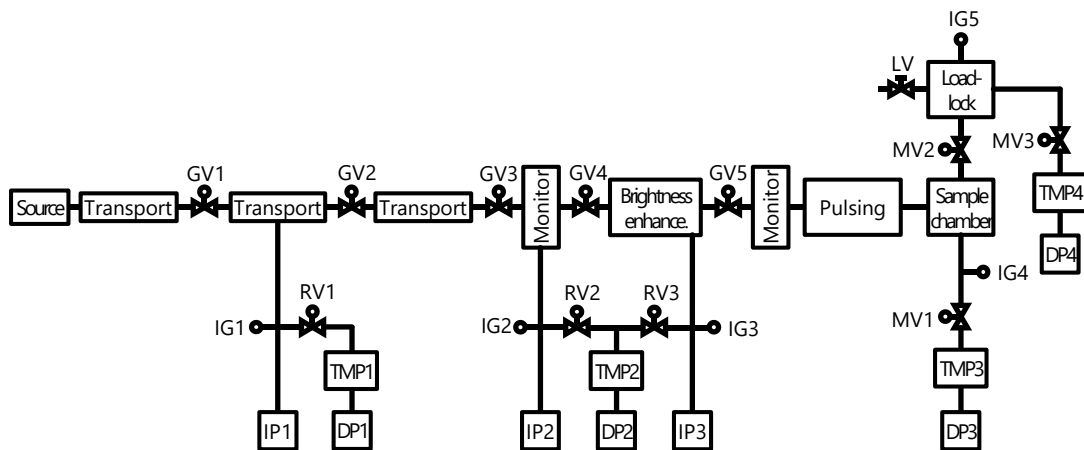 IG5
LV
Load-
lock
MV2
MV3
GV1
GV2
GV3
GV4
GV5
Source
Transport
Transport
Transport
Monitor
Brightness
enhance.
Monitor
Pulsing
Sample
chamber
TMP4
DP4
IG4
RV1
RV2
RV3
IG1
IG2
IG3
MV1
TMP1
TMP2
TMP3
IP1
DP1
IP2
DP2
IP3
DP3